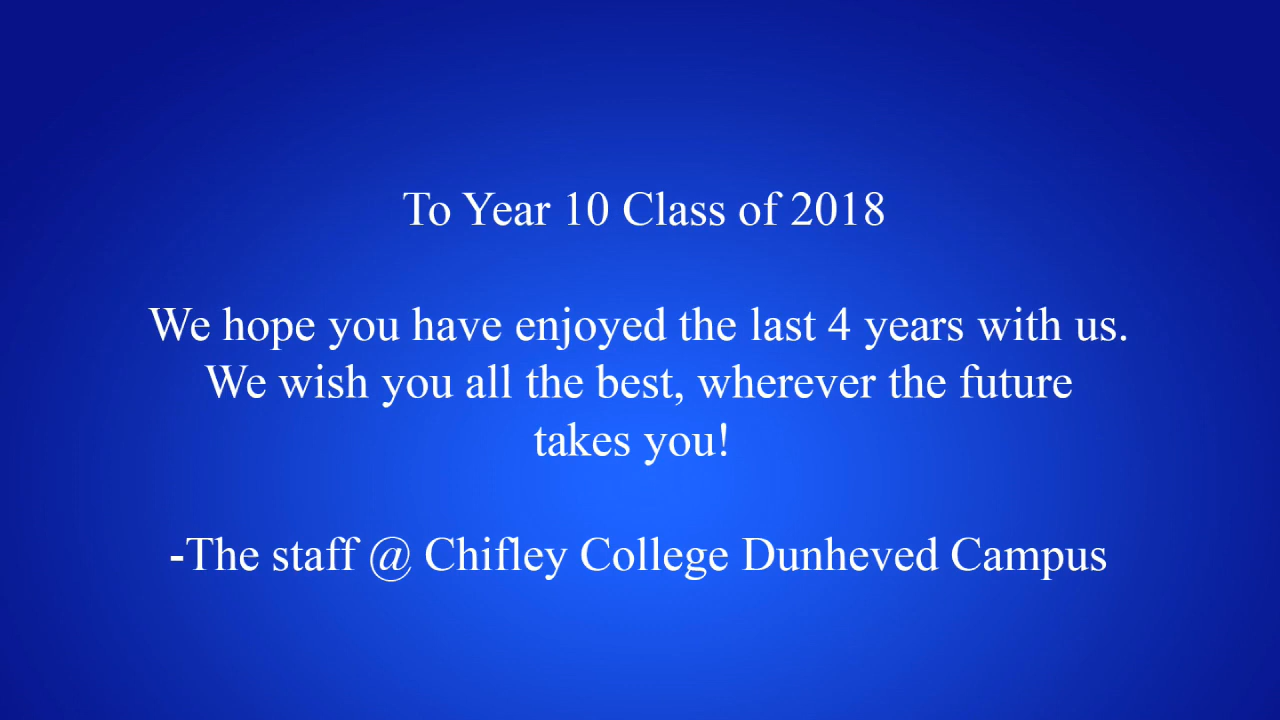 To Year 10 Class of 2018
We hope you have enjoyed the last 4 years with us.
We wish you all the best, wherever the future
takes you!
-The staff @ Chifley College Dunheved Campus